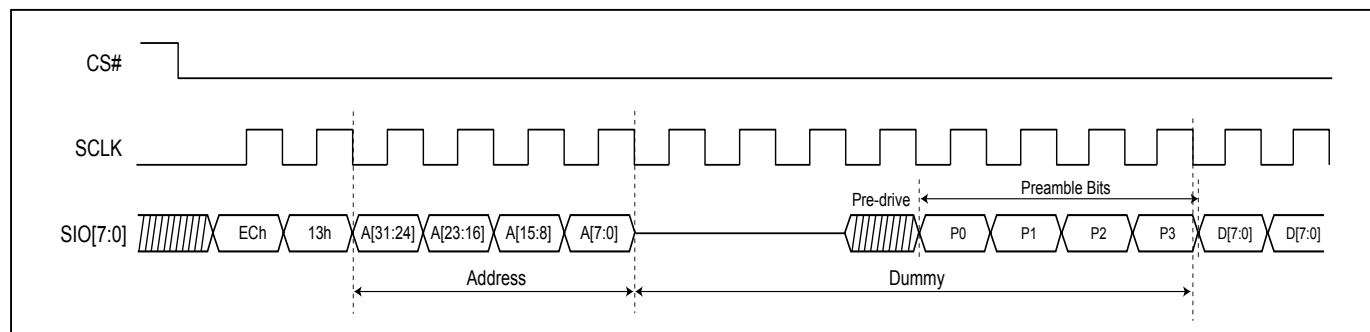 CS#
SCLK
Pre-drive
Preamble Bits
SIO[7:0]
ECh
13h
A[31:24]
A[23:16]
A[15:8]
A[7:0]
P0
P1
P2
P3
D[7:0]
D[7:0]
Address
Dummy